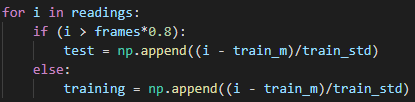 for i in readings:
    if (i > frames*0.8):
        test = np.append((i - train_m)/train_std)
    else:
        training = np.append((i - train_m)/train_std)